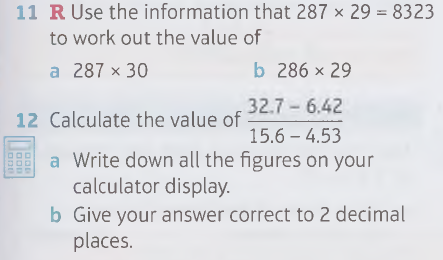 11 R Use the information that 287 × 29 = 8323
to work out the value of
a 287 × 30 b 286 × 29
12 Calculate the value of 32.7 – 6.42
15.6 – 4.53
a Write down all the figures on your
calculator display.
b Give your answer correct to 2 decimal
places.